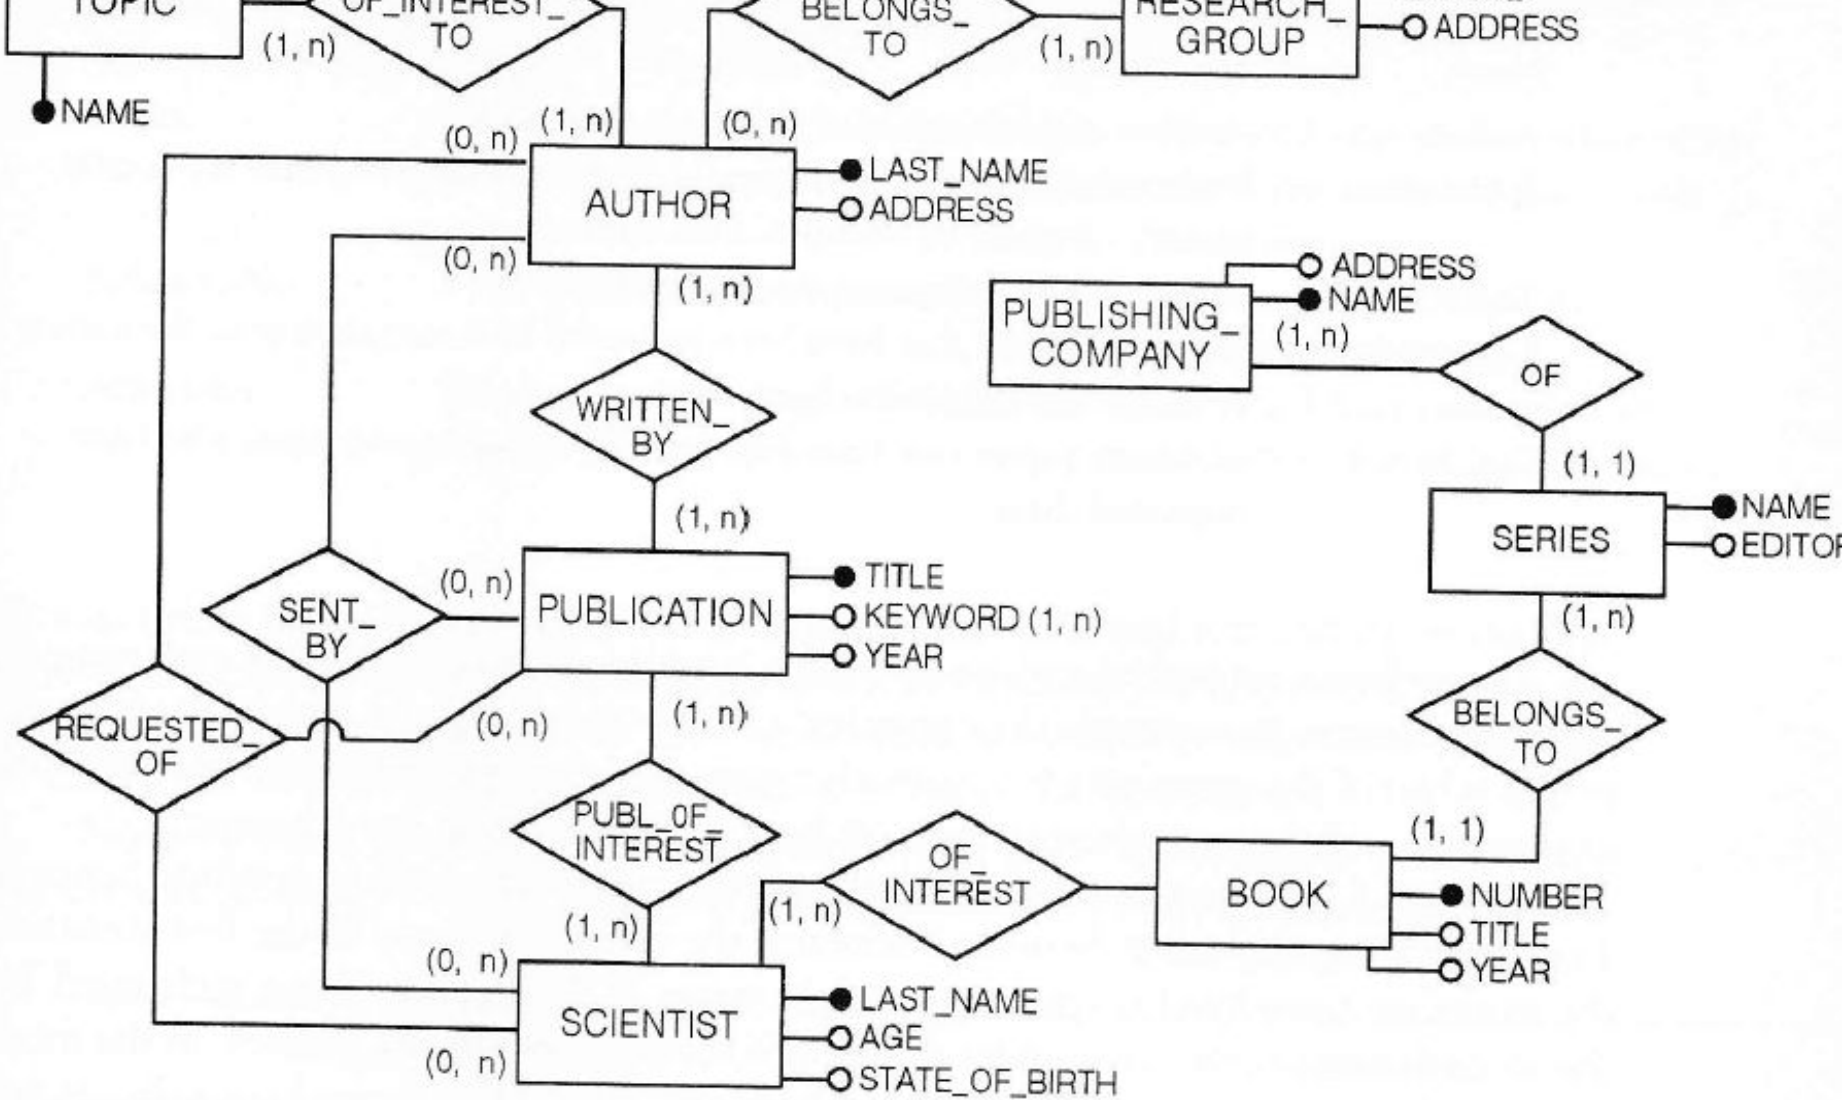 TOPIC
OF_INTEREST_
TO
(1, n)
BELONGS_
TO
(1, n)
RESEARCH_
GROUP
ADDRESS
NAME
(0, n)
(1, n)
(0, n)
AUTHOR
LAST_NAME
ADDRESS
(0, n)
(1, n)
PUBLISHING_
COMPANY
ADDRESS
NAME
(1, n)
OF
WRITTEN_
BY
(1, 1)
(1, n)
SERIES
NAME
EDITOR
(0, n)
SENT_
BY
PUBLICATION
TITLE
KEYWORD (1, n)
YEAR
(1, n)
REQUESTED_
OF
(0, n)
(1, n)
BELONGS_
TO
PUBL_0F_
INTEREST
(1, 1)
OF_
INTEREST
(1, n)
(1, n)
BOOK
NUMBER
TITLE
YEAR
(0, n)
SCIENTIST
LAST_NAME
AGE
STATE_OF_BIRTH
(0, n)